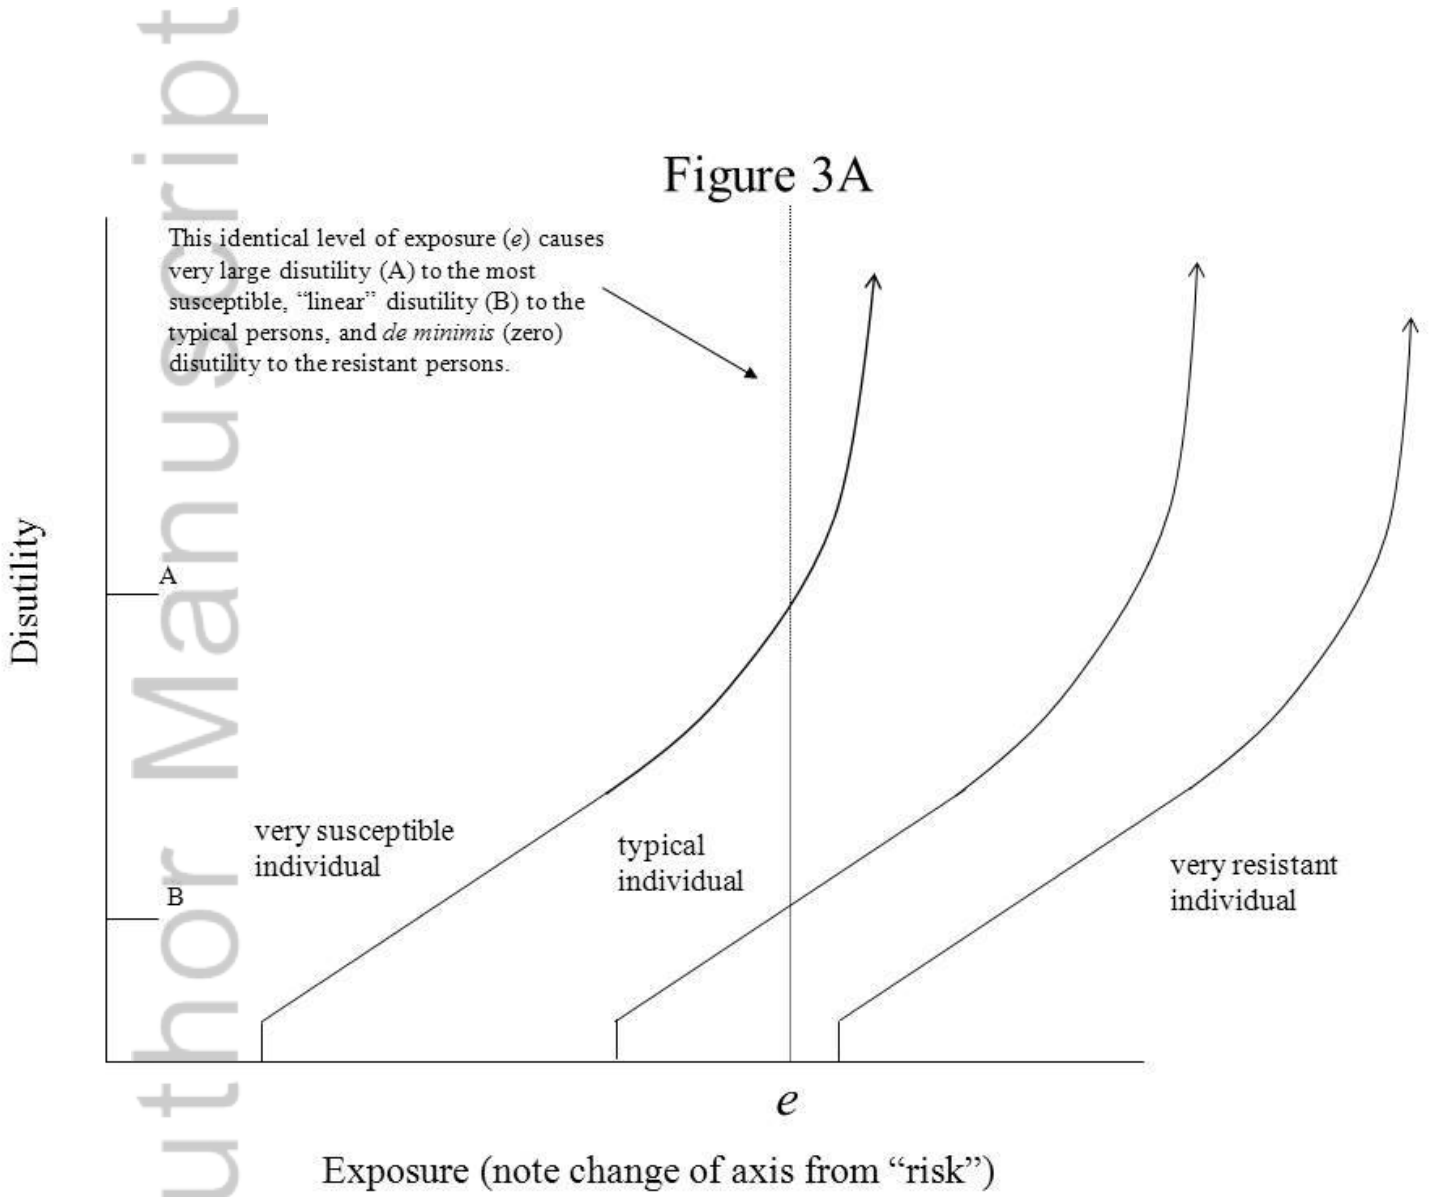 Figure 3A
This identical level of exposure (e) causes
very large disutility (A) to the most
susceptible, “linear” disutility (B) to the
typical persons, and de minimis (zero)
disutility to the resistant persons.
Disutility
A
B
very susceptible
individual
typical
individual
very resistant
individual
e
Exposure (note change of axis from “risk”)
uthor Manuscript